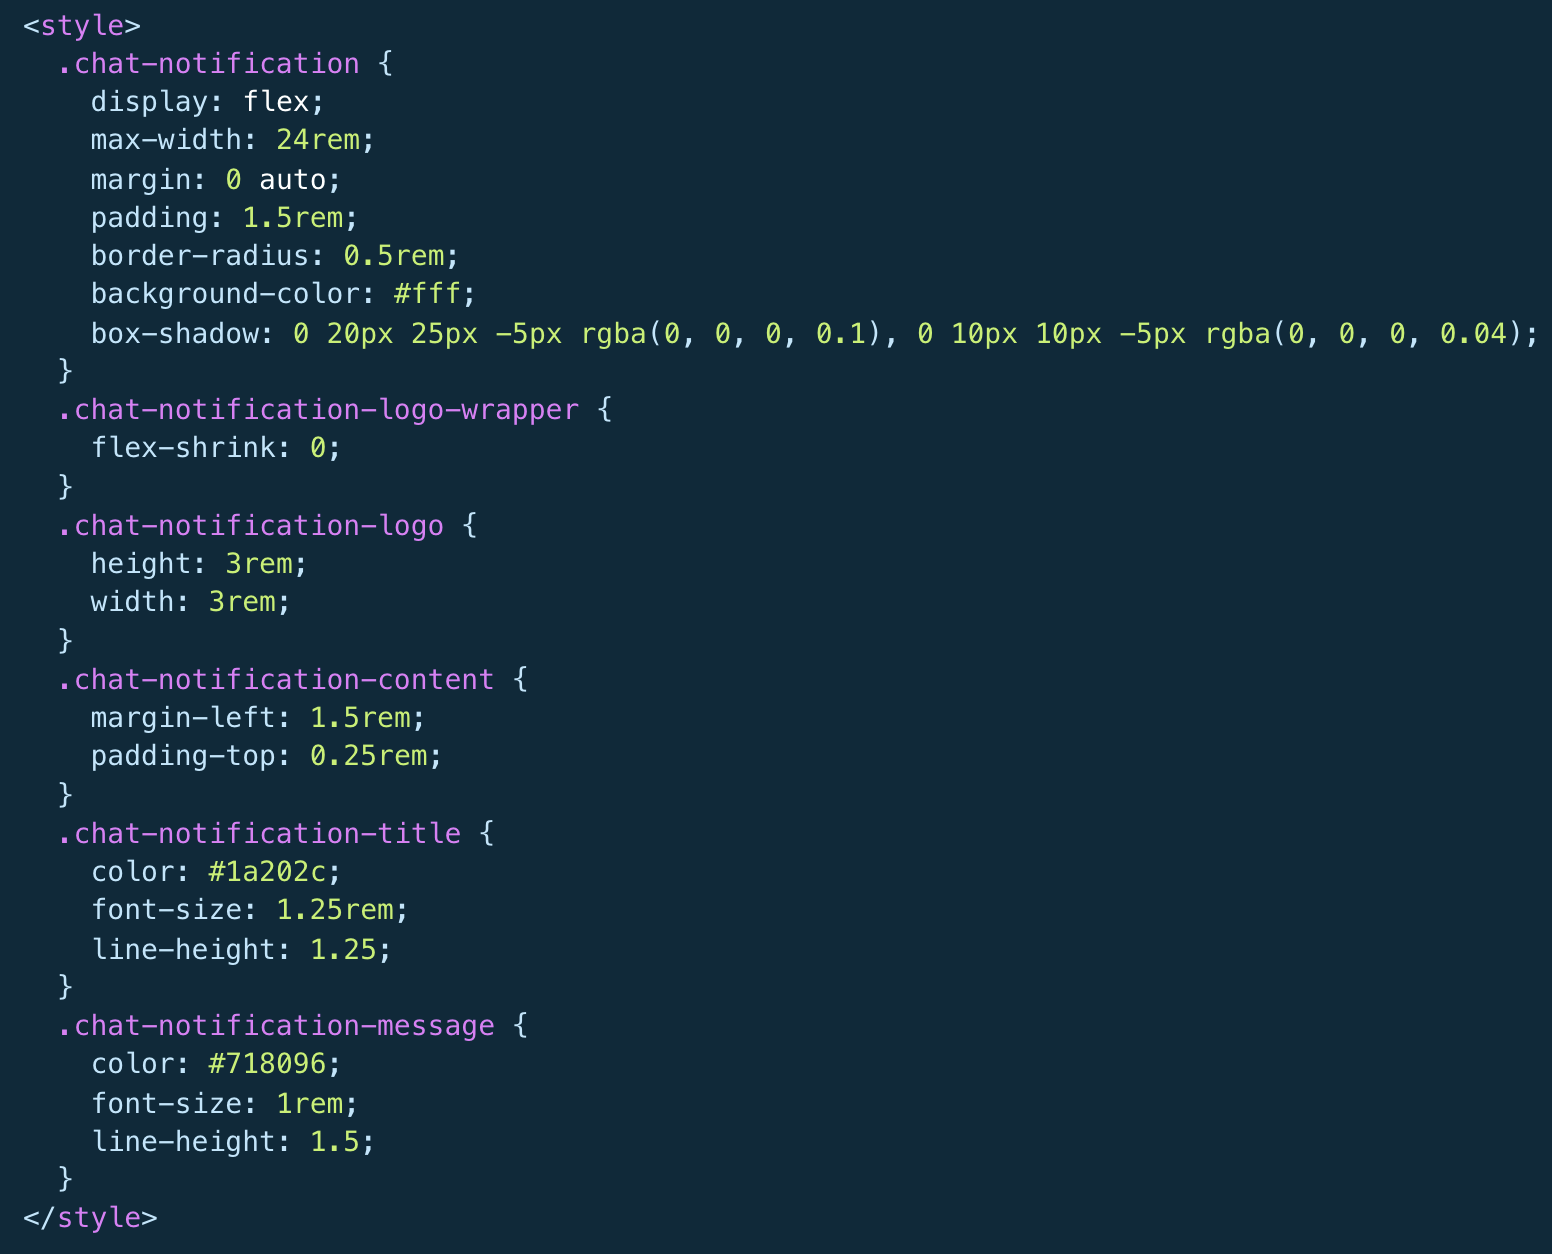 <style>
  .chat-notification {
    display: flex;
    max-width: 24rem;
    margin: 0 auto;
    padding: 1.5rem;
    border-radius: 0.5rem;
    background-color: #fff;
    box-shadow: 0 20px 25px -5px rgba(0, 0, 0, 0.1), 0 10px 10px -5px rgba(0, 0, 0, 0.04);
  }
  .chat-notification-logo-wrapper {
    flex-shrink: 0;
  }
  .chat-notification-logo {
    height: 3rem;
    width: 3rem;
  }
  .chat-notification-content {
    margin-left: 1.5rem;
    padding-top: 0.25rem;
  }
  .chat-notification-title {
    color: #1a202c;
    font-size: 1.25rem;
    line-height: 1.25;
  }
  .chat-notification-message {
    color: #718096;
    font-size: 1rem;
    line-height: 1.5;
  }
</style>